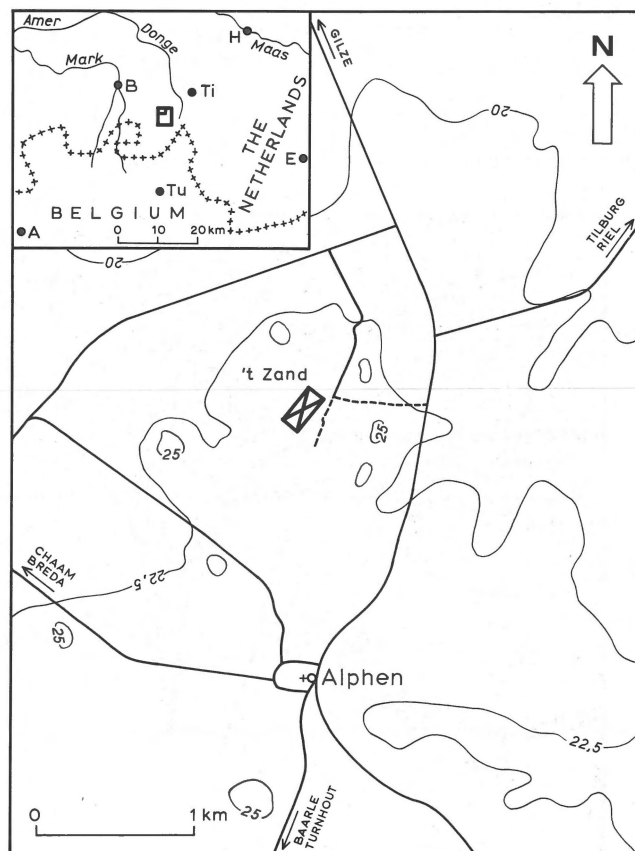 Amer
Donge
H
Maas
Mark
B
Ti
THE
NETHERLANDS
E
Tu
BELGIUM
A
0 10 20 km
GILZE
N
20
TILBURG
RIEL
20
't Zand
25
25
CHAAM
BREDA
22,5
25
Alphen
22,5
25
0 1 km
BAARLE
TURNHOUT